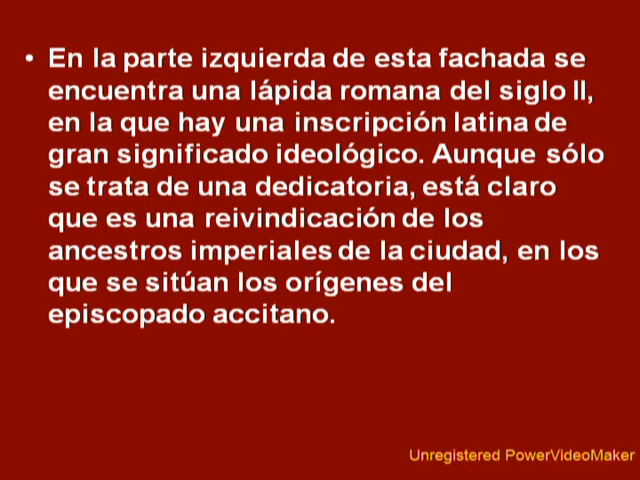 • En la parte izquierda de esta fachada se
encuentra una lápida romana del siglo II,
en la que hay una inscripción latina de
gran significado ideológico. Aunque sólo
se trata de una dedicatoria, está claro
que es una reivindicación de los
ancestros imperiales de la ciudad, en los
que se sitúan los orígenes del
episcopado accitano.
Unregistered PowerVideoMaker